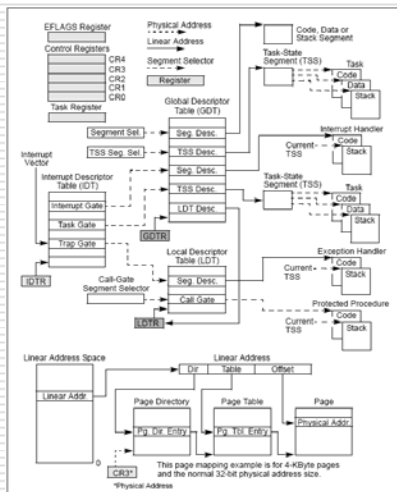 EFLAGS Register
Control Registers
CR4
CR3
CR2
CR1
CR0
Task Register
Physical Address
Linear Address
Segment Selector
Register
Code, Data or
Stack Segment
Task-State
Segment (TSS)
Task
Code
Data
Stack
Global Descriptor
Table (GDT)
Segment Sel.
Seg. Desc.
TSS Seg. Sel.
TSS Desc.
Seg. Desc.
TSS Desc.
LDT Desc.
GDTR
Interrupt Handler
Code
Current
TSS
Stack
Interrupt
Vector
Interrupt Descriptor
Table (IDT)
Interrupt Gate
Task Gate
Trap Gate
IDTR
Task-State
Segment (TSS)
Task
Code
Data
Stack
Local Descriptor
Table (LDT)
Seg. Desc.
Call Gate
LDTR
Call-Gate
Segment Selector
Exception Handler
Code
Current
TSS
Stack
Protected Procedure
Code
Current
TSS
Stack
Linear Address Space
Linear Addr.
0
Linear Address
Dir
Table
Offset
Page Directory
Pg. Dir. Entry
Page Table
Pg. Tbl. Entry
Page
Physical Addr.
CR3*
This page mapping example is for 4-KByte pages
and the normal 32-bit physical address size.
*Physical Address